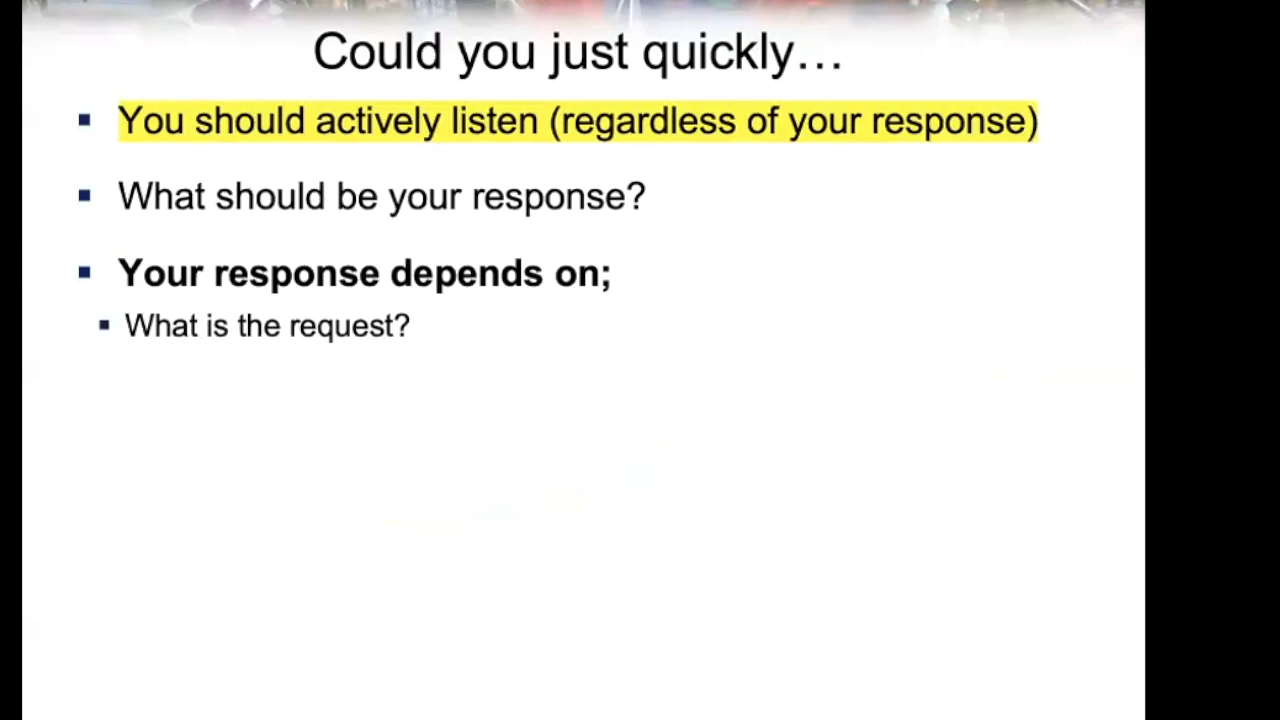 Could you just quickly…
You should actively listen (regardless of your response)
What should be your response?
Your response depends on;
What is the request?